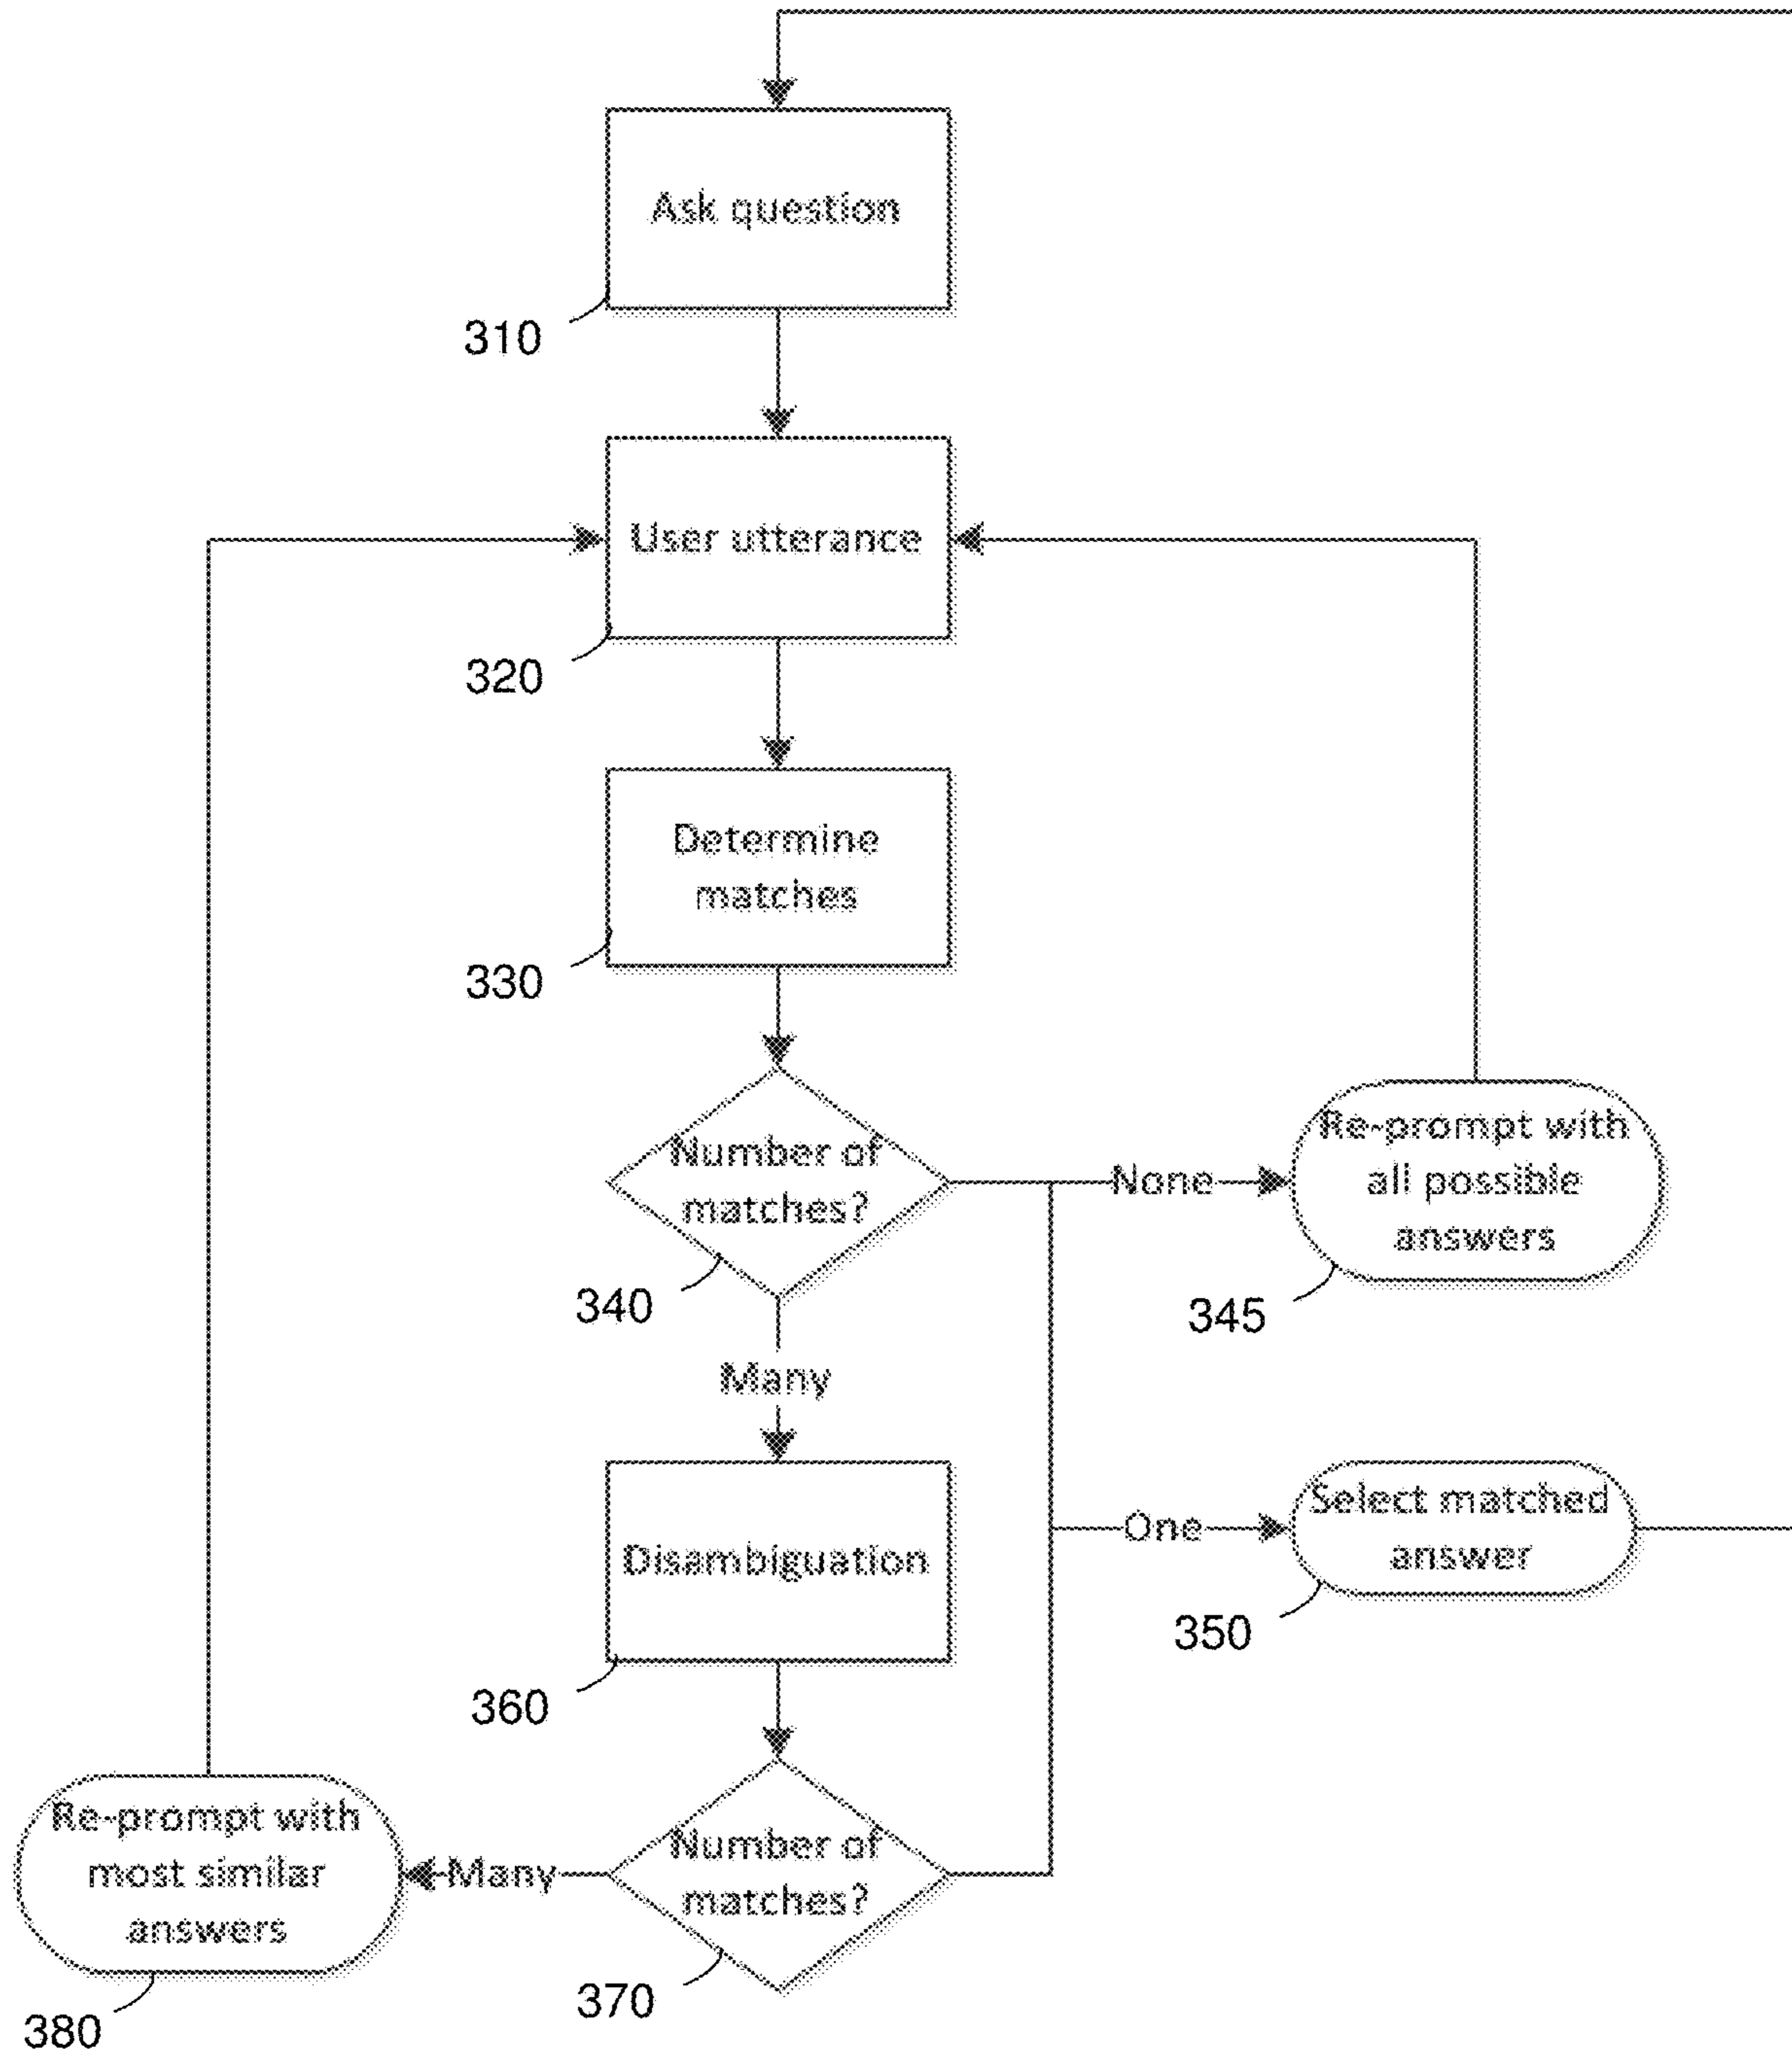 Ask question
310
User utterance
320
Determine
matches
330
Number of
matches?
340
None
Re-prompt with
all possible
answers
345
Many
One
Select matched
answer
350
Disambiguation
360
Number of
matches?
370
Many
Re-prompt with
most similar
answers
380